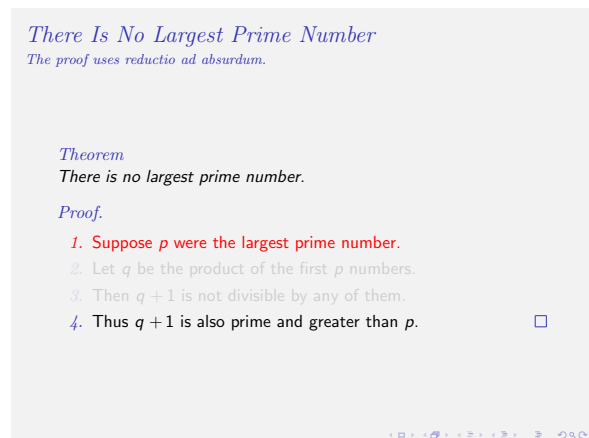 There Is No Largest Prime Number
The proof uses reductio ad absurdum.
Theorem
There is no largest prime number.
Proof.
1. Suppose p were the largest prime number.
2. Let q be the product of the first p numbers.
3. Then q + 1 is not divisible by any of them.
4. Thus q + 1 is also prime and greater than p.